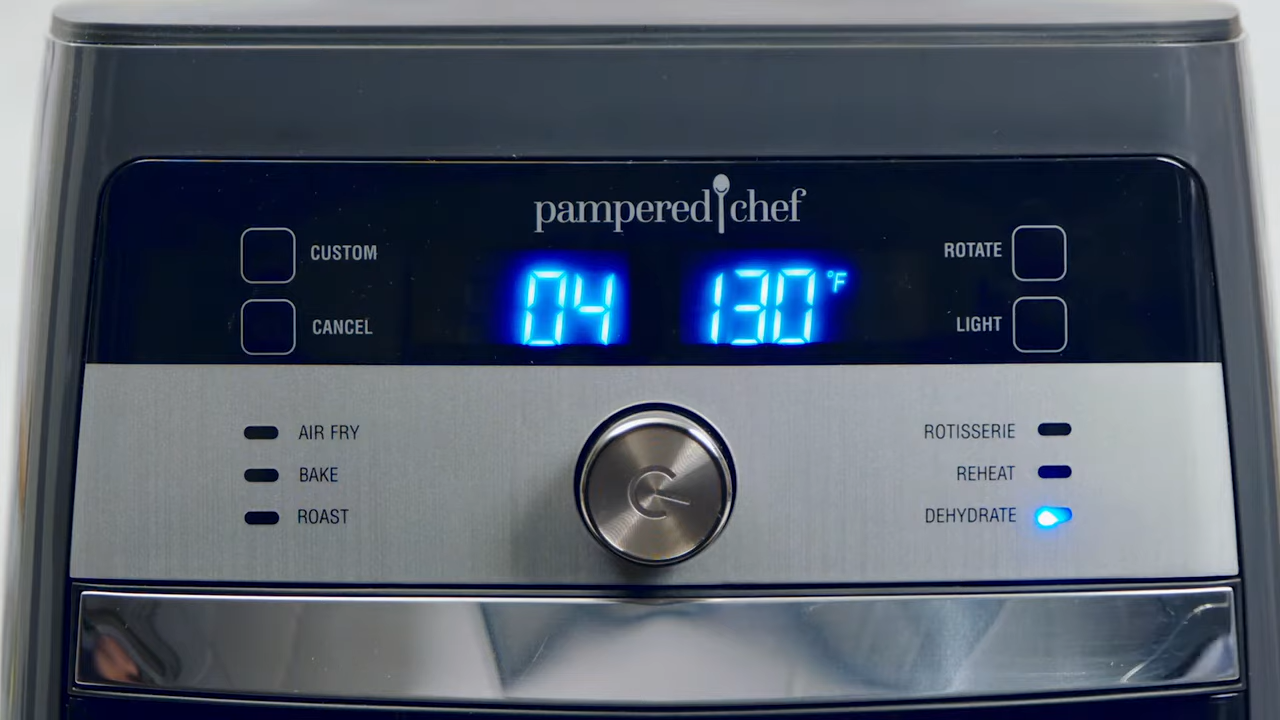 pampered chef
CUSTOM
04 130 °F
ROTATE
CANCEL
LIGHT
AIR FRY
ROTISSERIE
BAKE
REHEAT
ROAST
DEHYDRATE